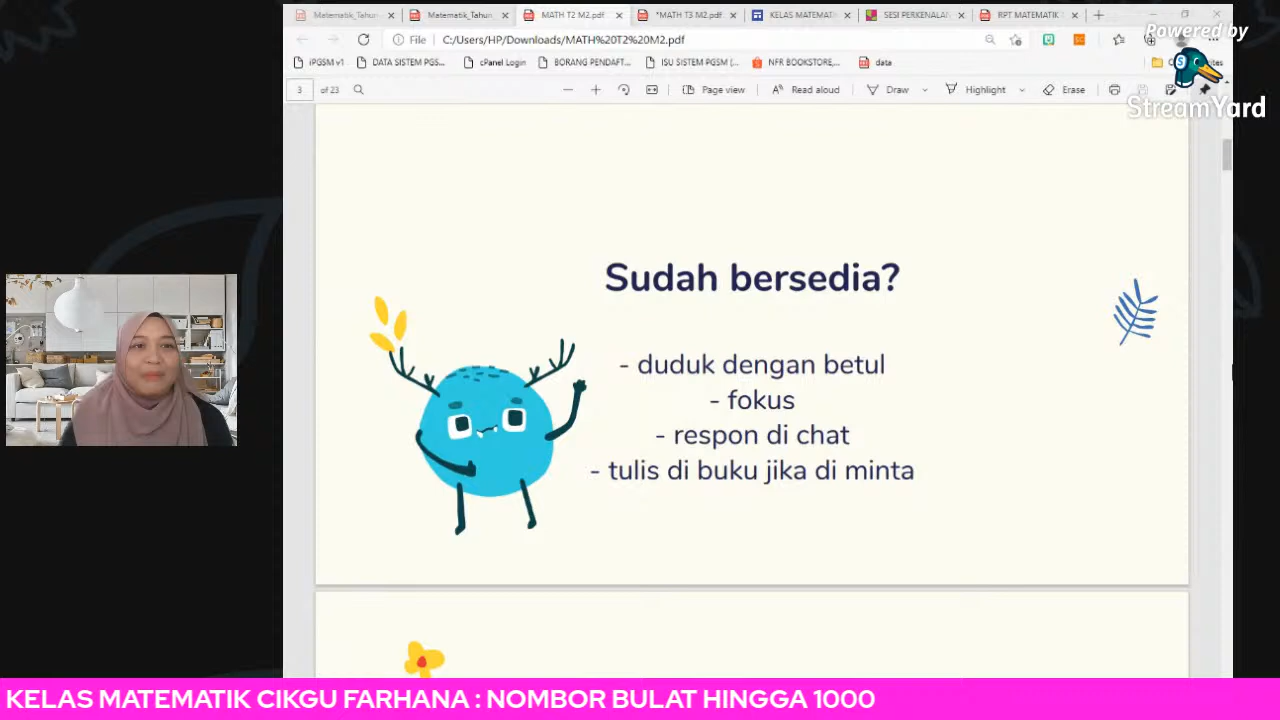 Matematik_Tahun
Matematik_Tahun
MATH T2 M2.pdf
*MATH T3 M2.pdf
KELAS MATEMATI
SESI PERKENALAN
RPT MATEMATIK
Powered by
StreamYard
File
C:/Users/HP/Downloads/MATH%20T2%20M2.pdf
iPGSM v1
DATA SISTEM PGS...
cPanel Login
BORANG PENDAFT...
ISU SISTEM PGSM (...
NFR BOOKSTORE,...
data
3
of 23
Page view
Read aloud
Draw
Highlight
Erase
Sudah bersedia?
- duduk dengan betul
- fokus
- respon di chat
- tulis di buku jika di minta
KELAS MATEMATIK CIKGU FARHANA : NOMBOR BULAT HINGGA 1000